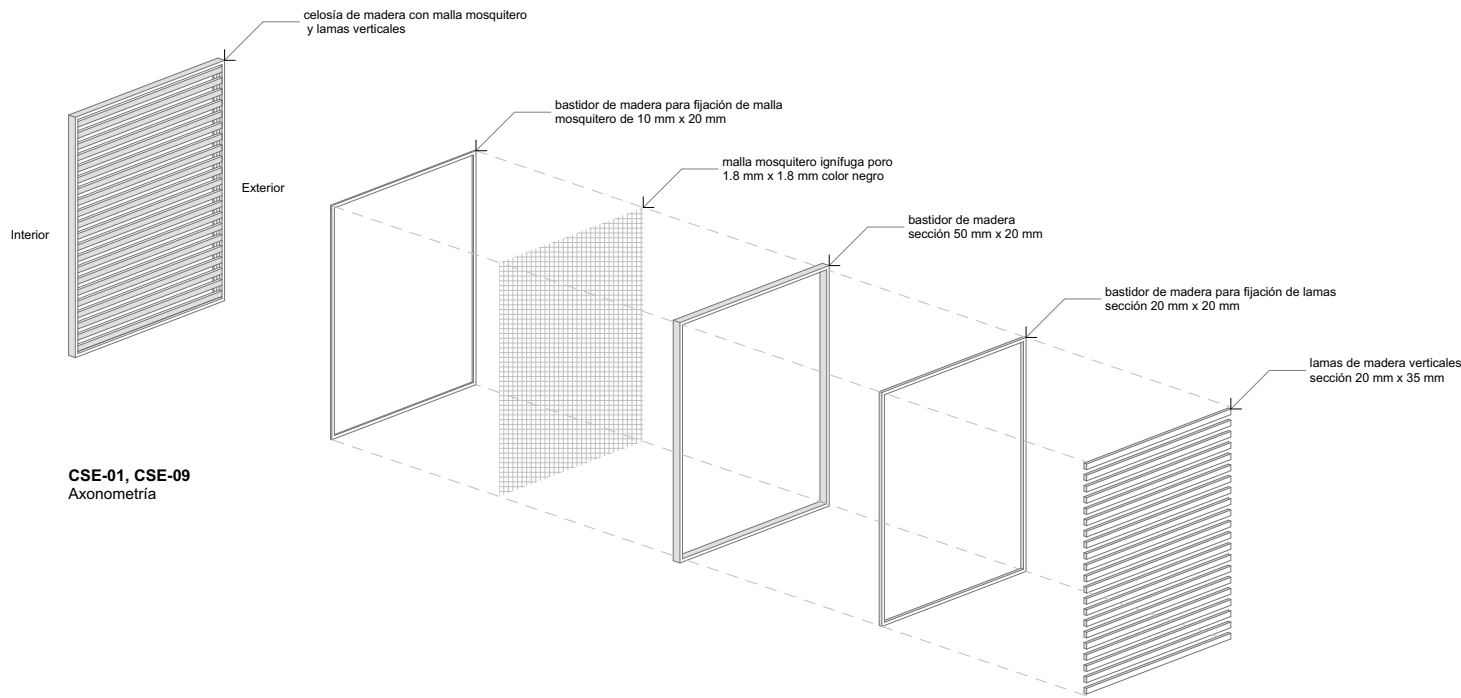 celosía de madera con malla mosquitero
y lamas verticales
bastidor de madera para fijación de malla
mosquitero de 10 mm x 20 mm
malla mosquitero ignífuga poro
1.8 mm x 1.8 mm color negro
Exterior
bastidor de madera
sección 50 mm x 20 mm
Interior
bastidor de madera para fijación de lamas
sección 20 mm x 20 mm
lamas de madera verticales
sección 20 mm x 35 mm
CSE-01, CSE-09
Axonometría